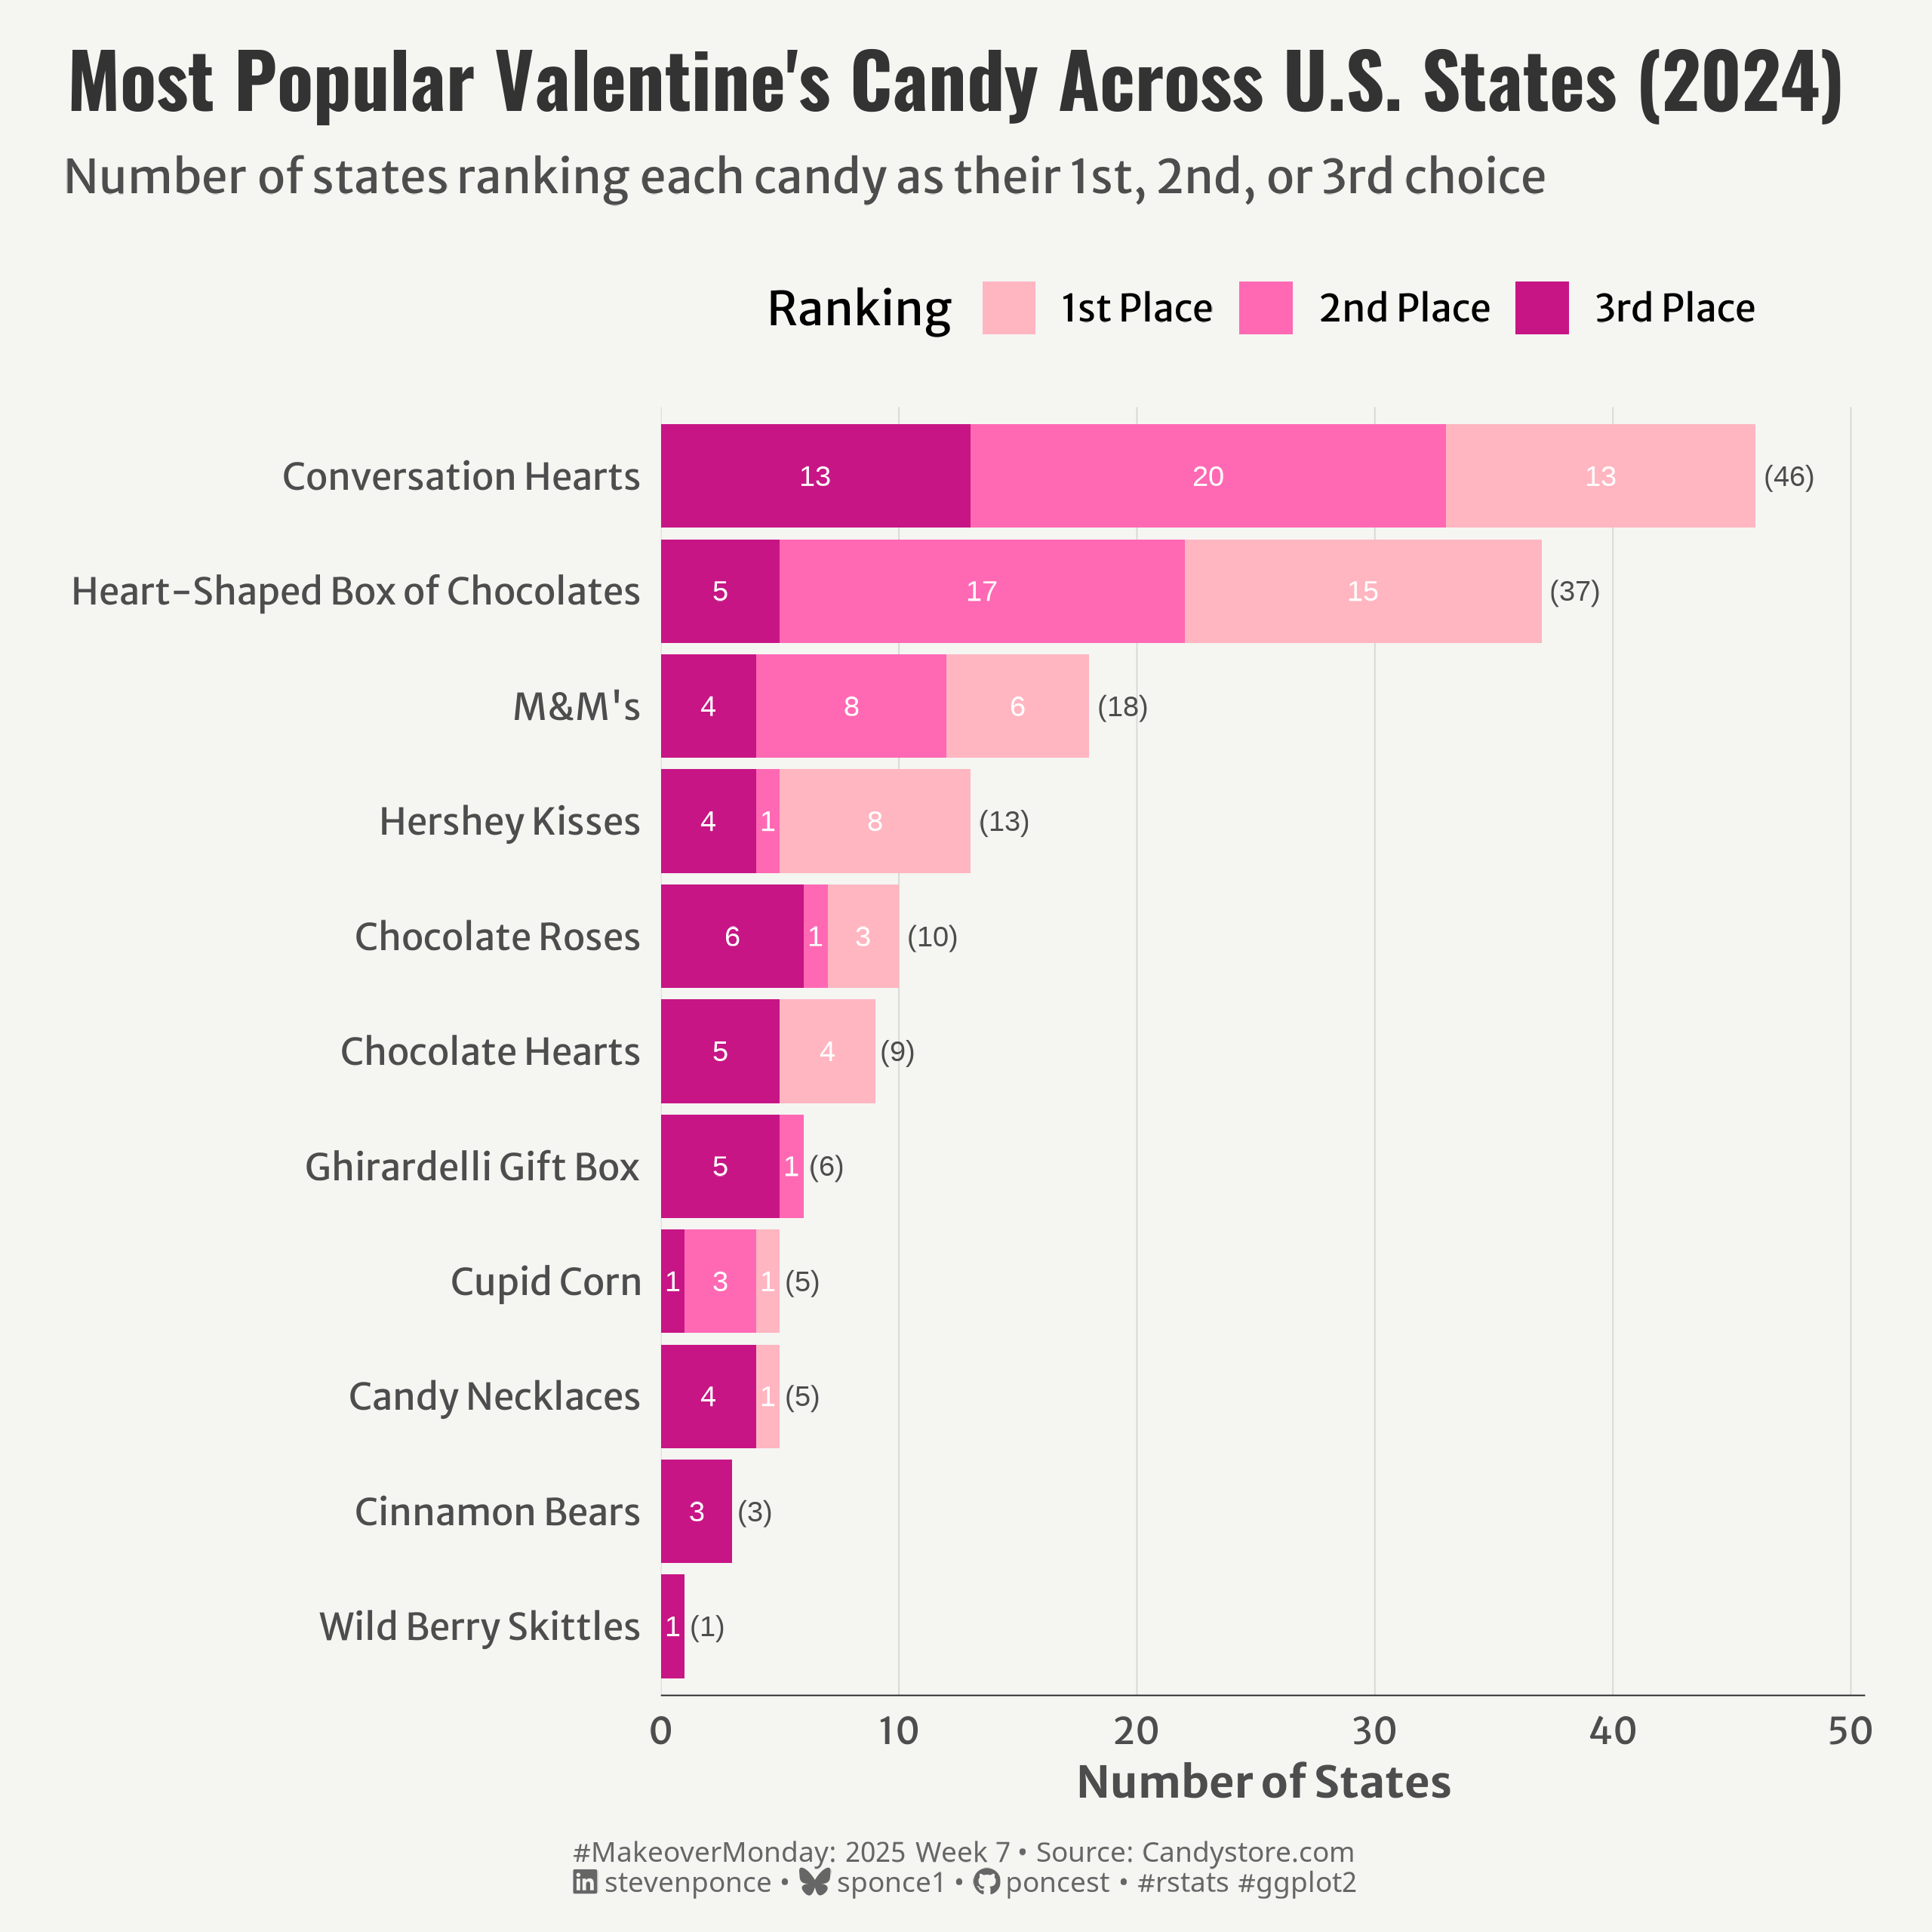 Most Popular Valentine's Candy Across U.S. States (2024)
Number of states ranking each candy as their 1st, 2nd, or 3rd choice
Ranking 1st Place 2nd Place 3rd Place
Conversation Hearts 13 20 13 (46)
Heart-Shaped Box of Chocolates 5 17 15 (37)
M&M's 4 8 6 (18)
Hershey Kisses 4 1 8 (13)
Chocolate Roses 6 1 3 (10)
Chocolate Hearts 5 4 (9)
Ghirardelli Gift Box 5 1 (6)
Cupid Corn 1 3 1 (5)
Candy Necklaces 4 1 (5)
Cinnamon Bears 3 (3)
Wild Berry Skittles 1 (1)
0 10 20 30 40 50
Number of States
#MakeoverMonday: 2025 Week 7 • Source: Candystore.com
in stevenponce • sponce1 • poncest • #rstats #ggplot2